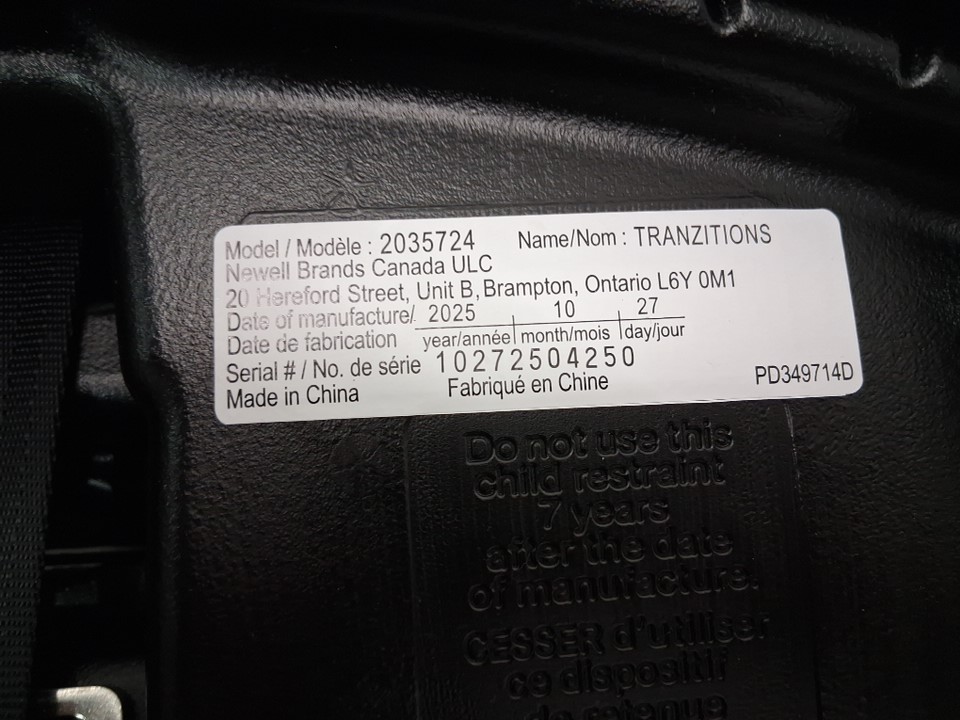 Model / Modèle : 2035724 Name/Nom : TRANZITIONS
Newell Brands Canada ULC
20 Hereford Street, Unit B, Brampton, Ontario L6Y 0M1
Date of manufacture/ 2025 10 27
Date de fabrication year/année month/mois day/jour
Serial # / No. de série 10272504250
Made in China Fabriqué en Chine PD349714D
Do not use this
child restraint
7 years
after the date
of manufacture.
CESSER d'utiliser
ce dispositif
de retenue